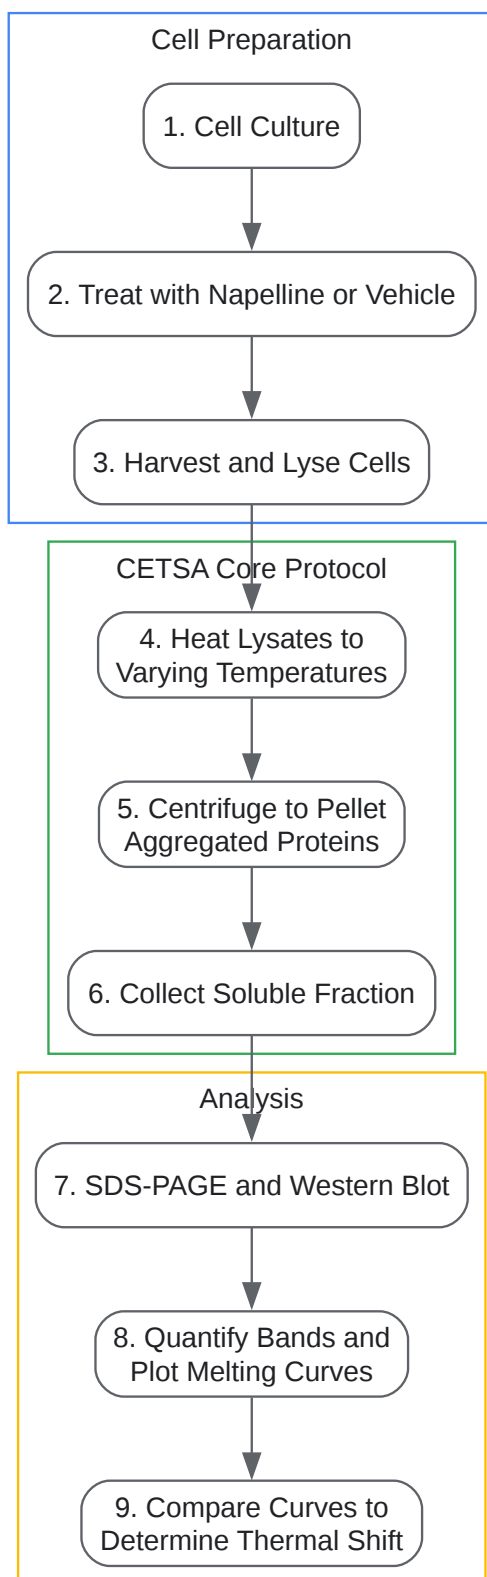 Cell Preparation
1. Cell Culture
2. Treat with Napelline or Vehicle
3. Harvest and Lyse Cells
CETSA Core Protocol
4. Heat Lysates to
Varying Temperatures
5. Centrifuge to Pellet
Aggregated Proteins
6. Collect Soluble Fraction
Analysis
7. SDS-PAGE and Western Blot
8. Quantify Bands and
Plot Melting Curves
9. Compare Curves to
Determine Thermal Shift